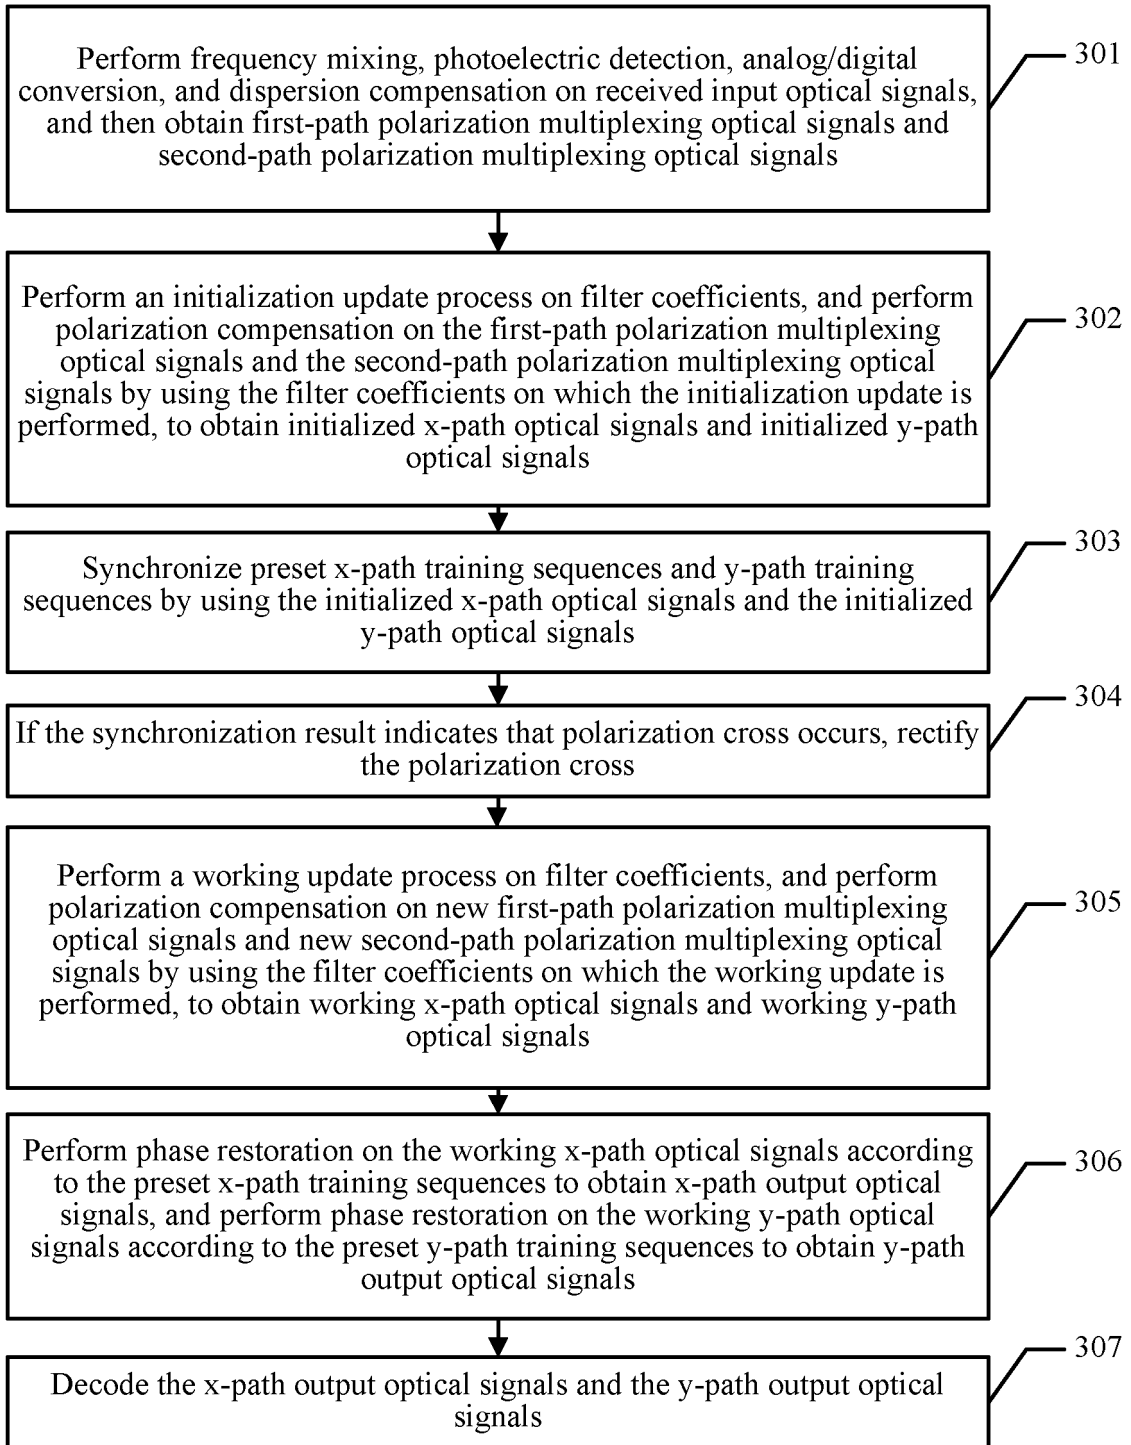 Perform frequency mixing, photoelectric detection, analog/digital
conversion, and dispersion compensation on received input optical signals,
and then obtain first-path polarization multiplexing optical signals and
second-path polarization multiplexing optical signals
301
Perform an initialization update process on filter coefficients, and perform
polarization compensation on the first-path polarization multiplexing
optical signals and the second-path polarization multiplexing optical
signals by using the filter coefficients on which the initialization update is
performed, to obtain initialized x-path optical signals and initialized y-path
optical signals
302
Synchronize preset x-path training sequences and y-path training
sequences by using the initialized x-path optical signals and the initialized
y-path optical signals
303
If the synchronization result indicates that polarization cross occurs, rectify
the polarization cross
304
Perform a working update process on filter coefficients, and perform
polarization compensation on new first-path polarization multiplexing
optical signals and new second-path polarization multiplexing optical
signals by using the filter coefficients on which the working update is
performed, to obtain working x-path optical signals and working y-path
optical signals
305
Perform phase restoration on the working x-path optical signals according
to the preset x-path training sequences to obtain x-path output optical
signals, and perform phase restoration on the working y-path optical
signals according to the preset y-path training sequences to obtain y-path
output optical signals
306
Decode the x-path output optical signals and the y-path output optical
signals
307